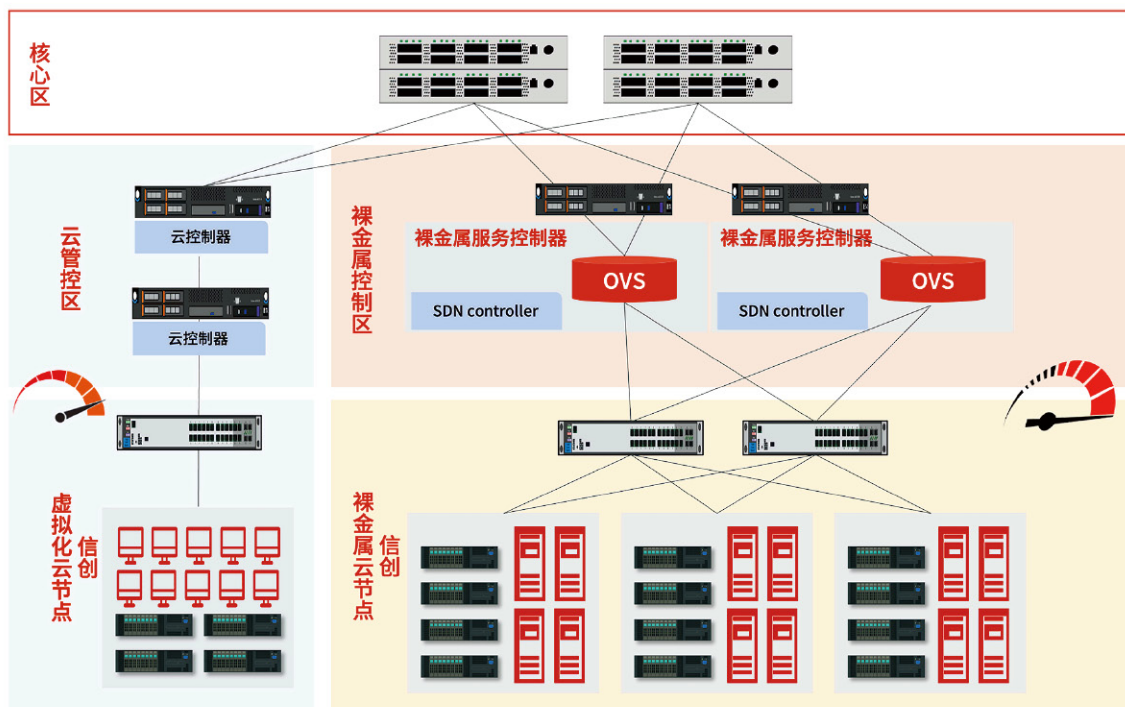 核心区
云管控区
云控制器
云控制器
裸金属控制区
裸金属服务控制器
OVS
SDN controller
裸金属服务控制器
OVS
SDN controller
信创
虚拟化云节点
信创
裸金属云节点